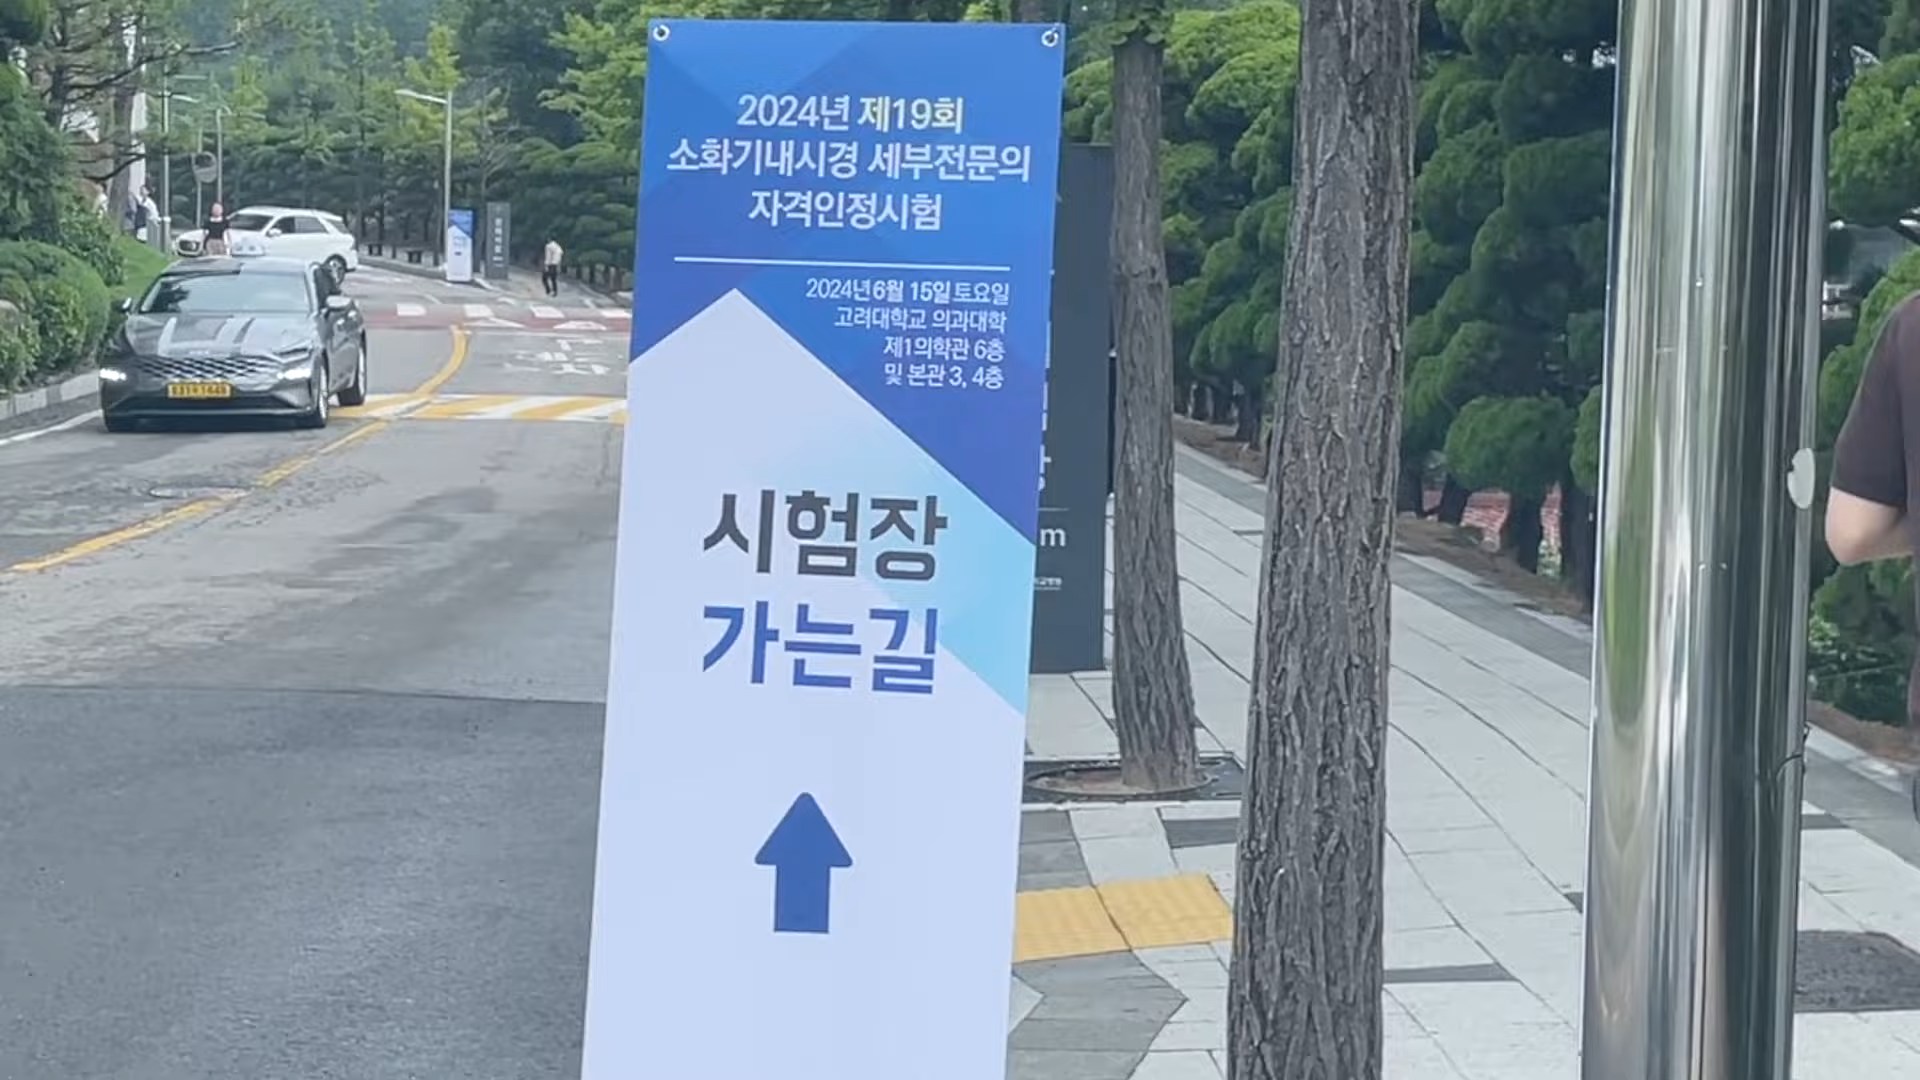 2024년 제19회
소화기내시경 세부전문의
자격인정시험
2024년 6월 15일 토요일
고려대학교 의과대학
제1의학관 6층
및 본관 3, 4층
시험장
가는길
m